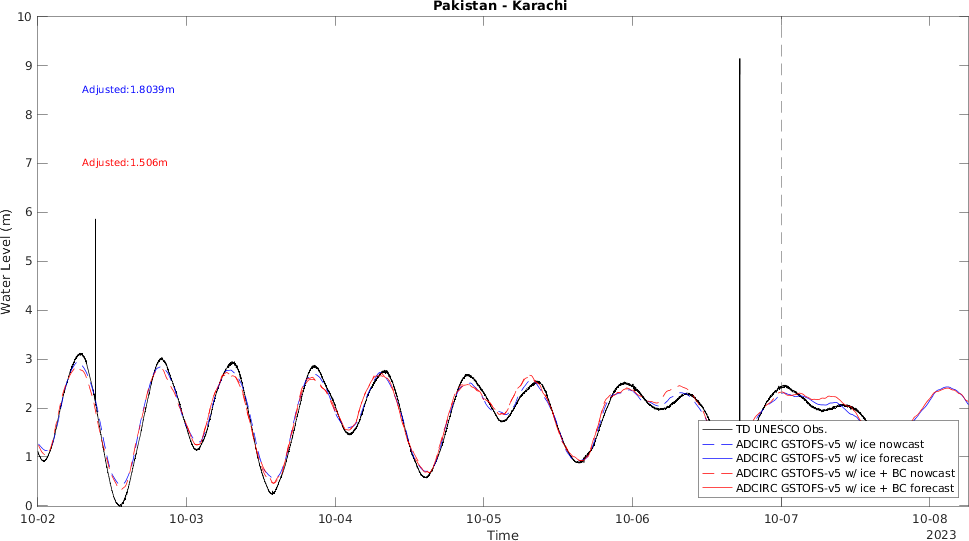 Pakistan - Karachi
10
9
8
7
6
5
4
3
2
1
0
Water Level (m)
Adjusted:1.8039m
Adjusted:1.506m
TD UNESCO Obs.
ADCIRC GSTOFS-v5 w/ ice nowcast
ADCIRC GSTOFS-v5 w/ ice forecast
ADCIRC GSTOFS-v5 w/ ice + BC nowcast
ADCIRC GSTOFS-v5 w/ ice + BC forecast
10-02 10-03 10-04 10-05 10-06 10-07 10-08
Time
2023